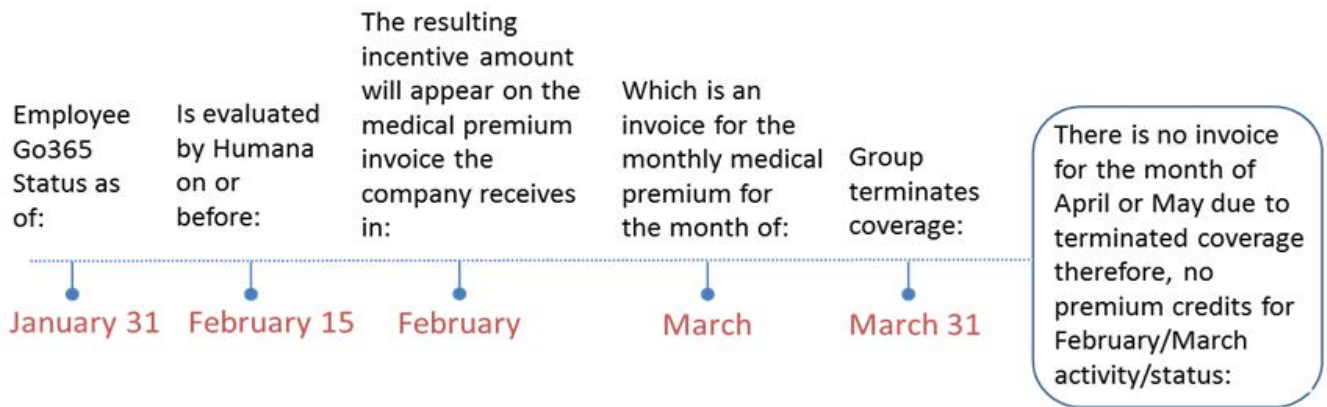 Employee
Go365
Status as
of:
January 31
Is evaluated
by Humana
on or
before:
February 15
The resulting
incentive amount
will appear on the
medical premium
invoice the
company receives
in:
February
Which is an
invoice for the
monthly medical
premium for
the month of:
March
Group
terminates
coverage:
March 31
There is no invoice
for the month of
April or May due to
terminated coverage
therefore, no
premium credits for
February/March
activity/status: